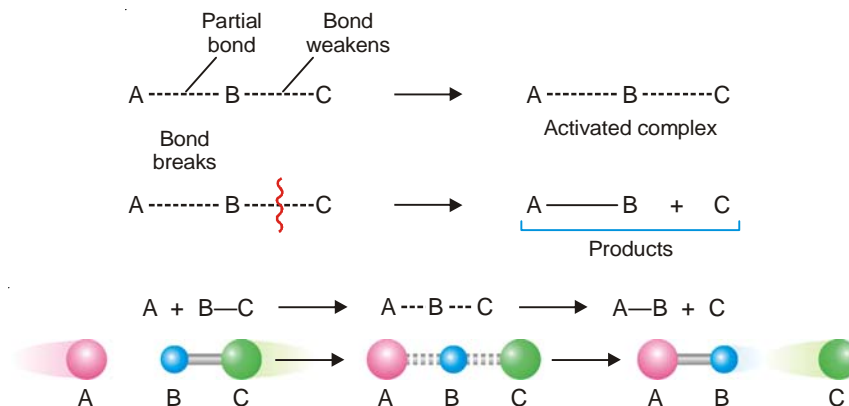 Partial bond
Bond weakens
A ------- B ------- C → A ------- B ------- C
Activated complex
Bond breaks
A ------- B ------- C → A — B + C
Products
A + B—C → A --- B --- C → A—B + C
A B C A B C A B C